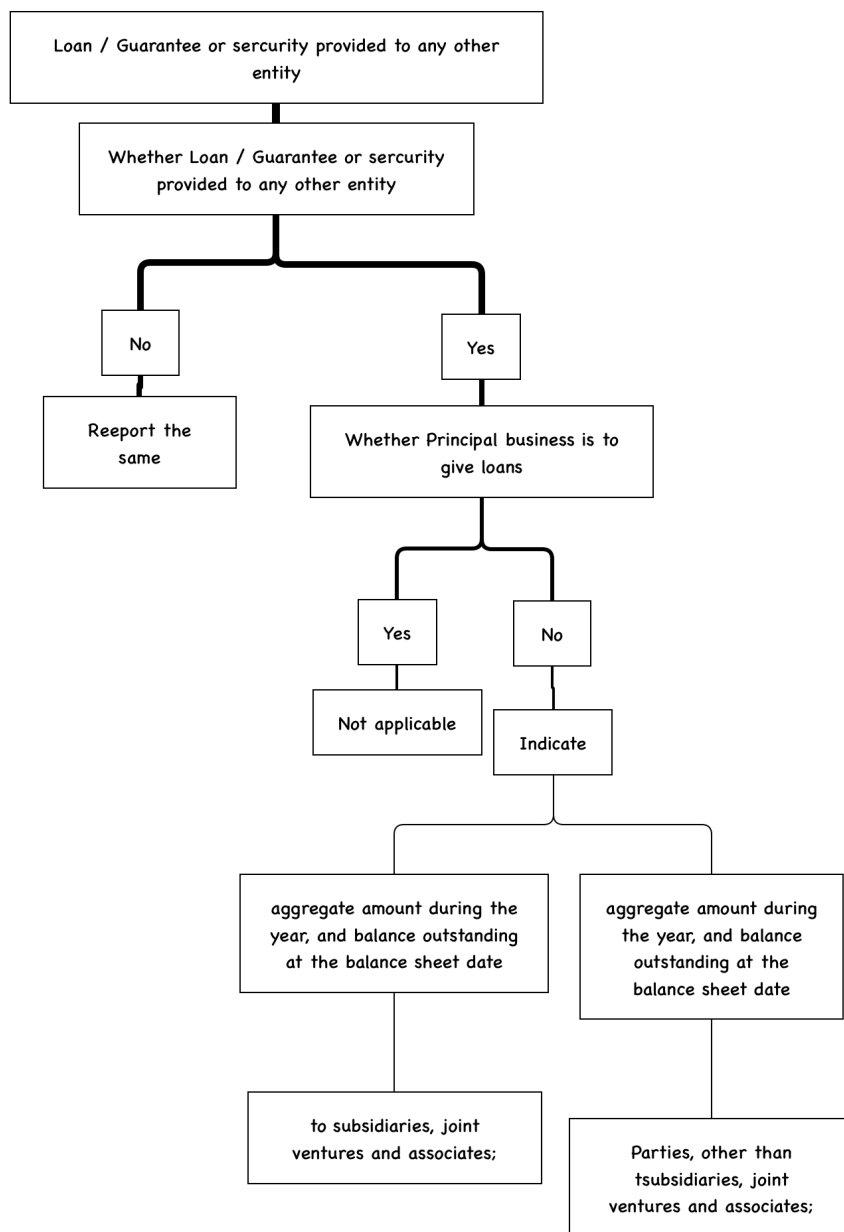 Loan / Guarantee or sercurity provided to any other
entity
Whether Loan / Guarantee or sercurity
provided to any other entity
No
Yes
Reeport the
same
Whether Principal business is to
give loans
Yes
No
Not applicable
Indicate
aggregate amount during the
year, and balance outstanding
at the balance sheet date
aggregate amount during
the year, and balance
outstanding at the
balance sheet date
to subsidiaries, joint
ventures and associates;
Parties, other than
tsubsidiaries, joint
ventures and associates;